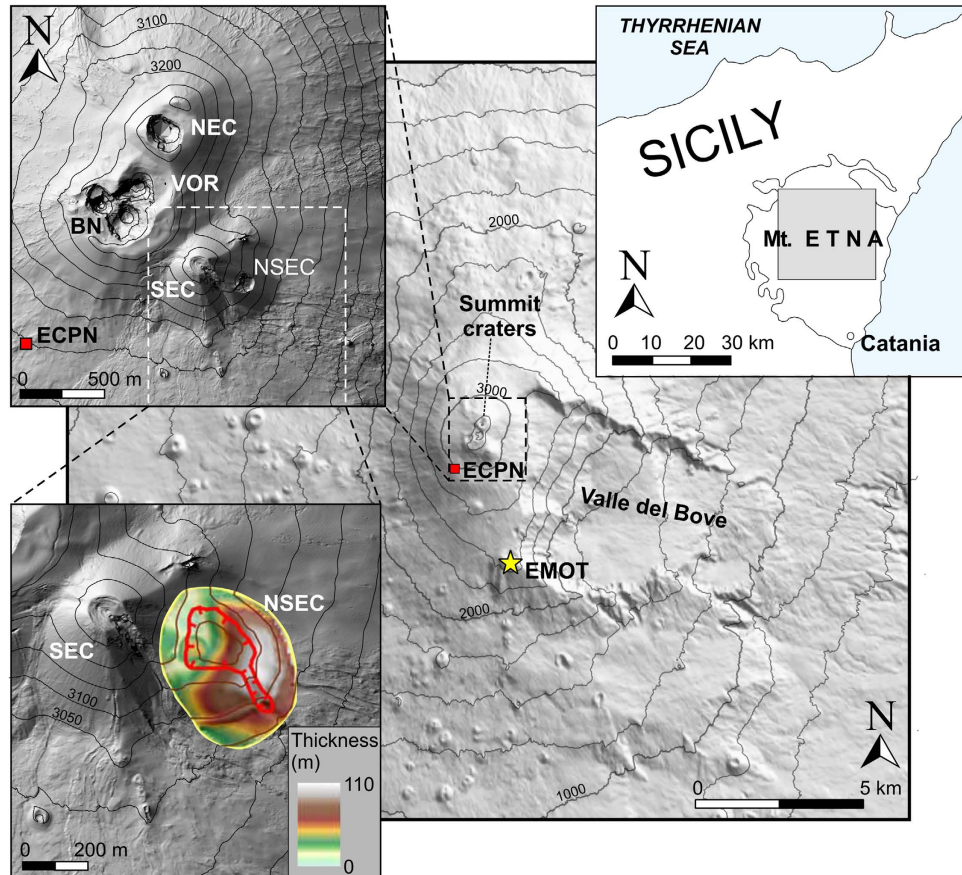 N
3100
3200
NEC
VOR
BN
NSEC
SEC
ECPN
0 500 m
THYRRHENIAN
SEA
SICILY
Mt. E T N A
N
0 10 20 30 km
Catania
2000
Summit
craters
3000
ECPN
Valle del Bove
EMOT
2000
N
0 5 km
1000
NSEC
SEC
3100
3050
Thickness
(m)
110
0
0 200 m